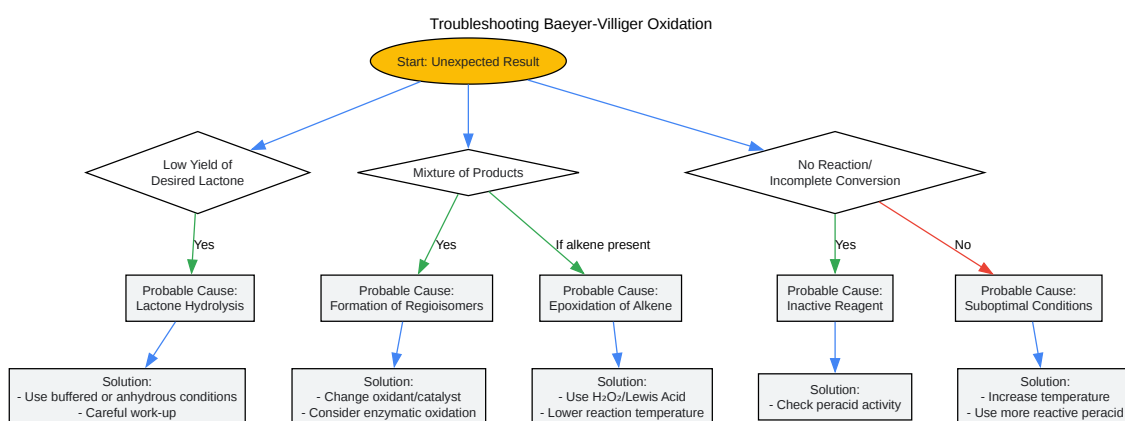 Troubleshooting Baeyer-Villiger Oxidation
Start: Unexpected Result
Low Yield of
Desired Lactone
Mixture of Products
No Reaction/
Incomplete Conversion
Yes
Yes
If alkene present
Yes
No
Probable Cause:
Lactone Hydrolysis
Probable Cause:
Formation of Regioisomers
Probable Cause:
Epoxidation of Alkene
Probable Cause:
Inactive Reagent
Probable Cause:
Suboptimal Conditions
Solution:
- Use buffered or anhydrous conditions
- Careful work-up
Solution:
- Change oxidant/catalyst
- Consider enzymatic oxidation
Solution:
- Use H₂O₂/Lewis Acid
- Lower reaction temperature
Solution:
- Check peracid activity
Solution:
- Increase temperature
- Use more reactive peracid